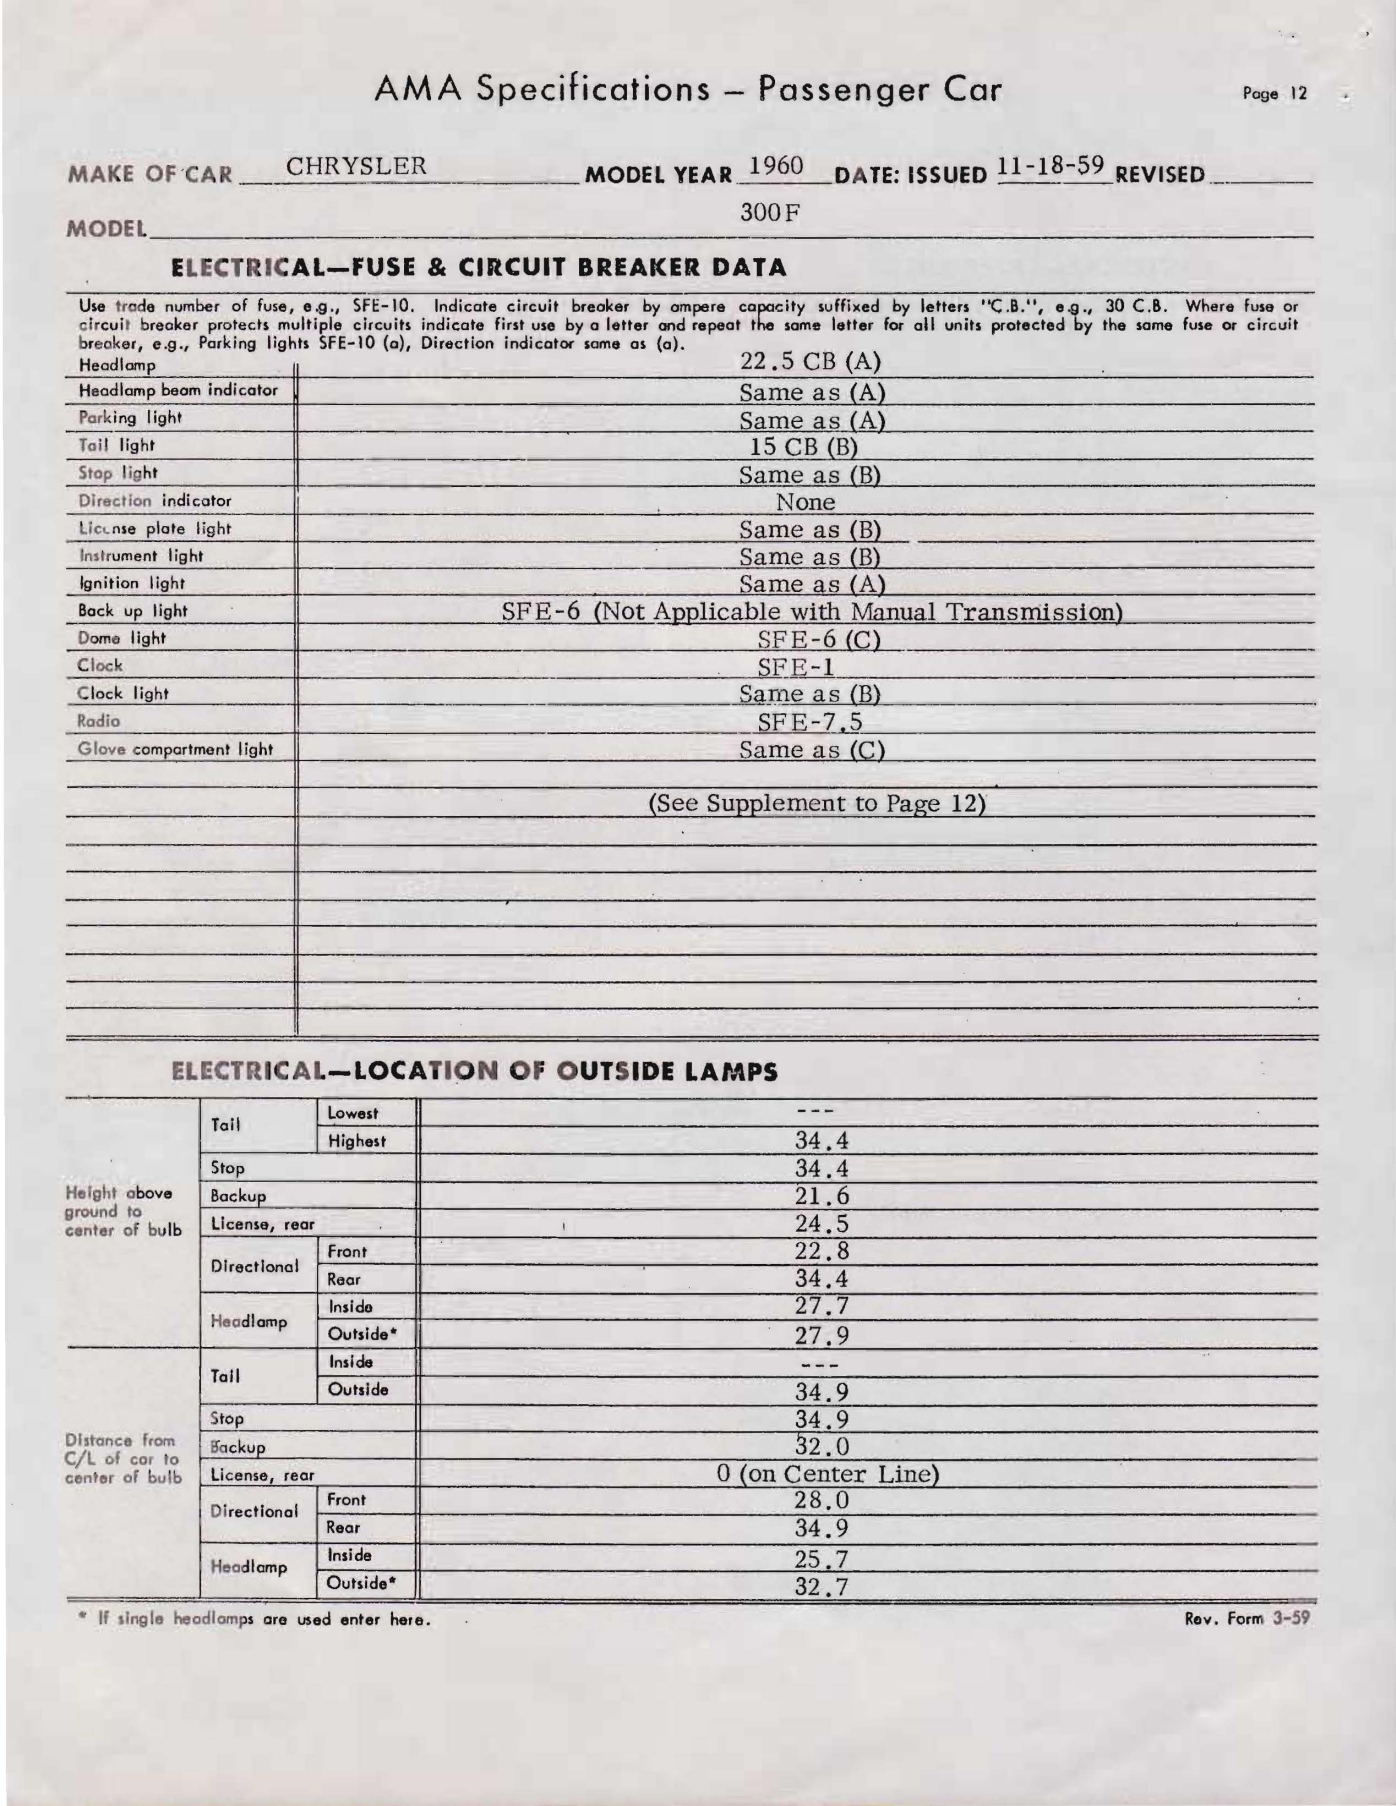 AMA Specifications – Passenger Car Page 12
MAKE OF CAR CHRYSLER MODEL YEAR 1960 DATE: ISSUED 11-18-59 REVISED
300F
MODEL
ELECTRICAL—FUSE & CIRCUIT BREAKER DATA
Use trade number of fuse, e.g., SFE-10. Indicate circuit breaker by ampere capacity suffixed by letters "C.B.", e.g., 30 C.B. Where fuse or
circuit breaker protects multiple circuits indicate first use by a letter and repeat the same letter for all units protected by the same fuse or circuit
breaker, e.g., Parking lights SFE-10 (a), Direction indicator same as (a).
Headlamp 22.5 CB (A)
Headlamp beam indicator Same as (A)
Parking light Same as (A)
Tail light 15 CB (B)
Stop light Same as (B)
Direction indicator None
License plate light Same as (B)
Instrument light Same as (B)
Ignition light Same as (A)
Back up light SFE-6 (Not Applicable with Manual Transmission)
Dome light SFE-6 (C)
Clock SFE-1
Clock light Same as (B)
Radio SFE-7.5
Glove compartment light Same as (C)
(See Supplement to Page 12)
ELECTRICAL—LOCATION OF OUTSIDE LAMPS
Height above
ground to
center of bulb
Tail Lowest ---
Highest 34.4
Stop 34.4
Backup 21.6
License, rear 24.5
Directional Front 22.8
Rear 34.4
Headlamp Inside 27.7
Outside* 27.9
Distance from
C/L of car to
center of bulb
Tail Inside ---
Outside 34.9
Stop 34.9
Backup 32.0
License, rear 0 (on Center Line)
Directional Front 28.0
Rear 34.9
Headlamp Inside 25.7
Outside* 32.7
* If single headlamps are used enter here. Rev. Form 3-59